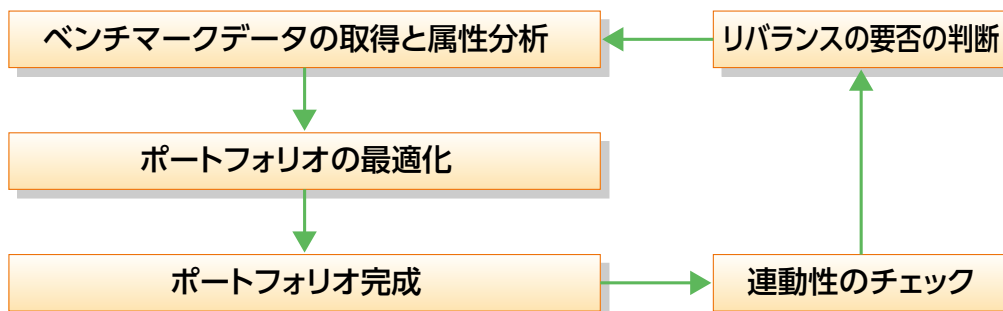 ベンチマークデータの取得と属性分析
リバランスの要否の判断
ポートフォリオの最適化
ポートフォリオ完成
連動性のチェック